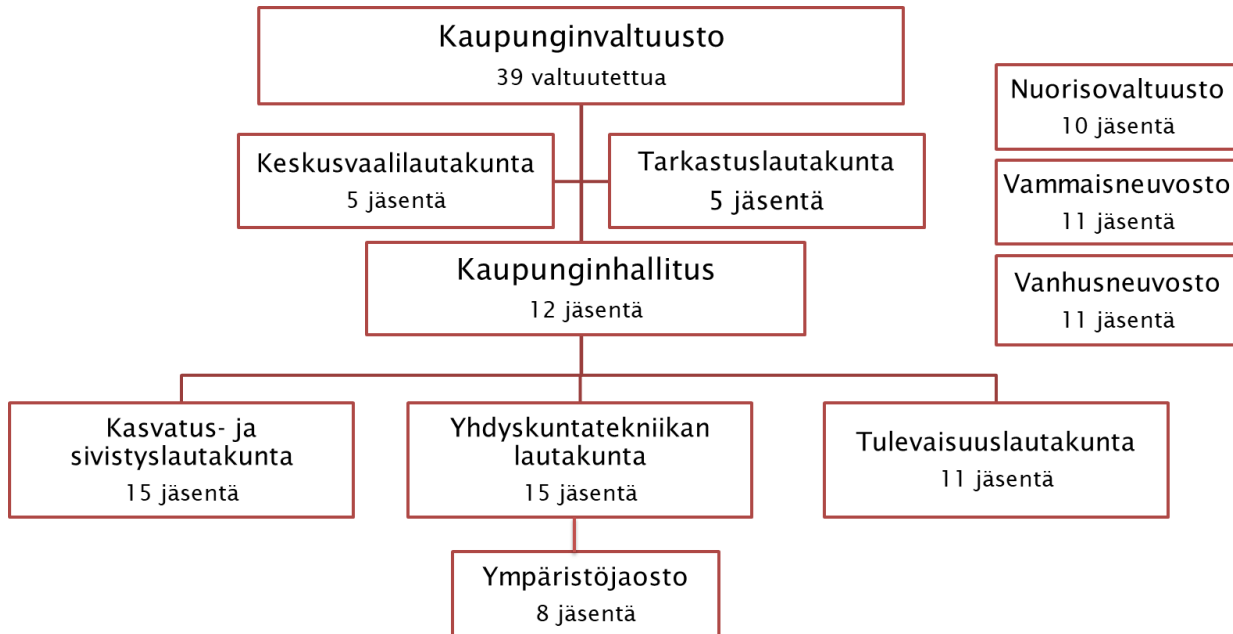 Kaupunginvaltuusto
39 valtuutettua
Keskusvaalilautakunta
5 jäsentä
Tarkastuslautakunta
5 jäsentä
Kaupunginhallitus
12 jäsentä
Kasvatus- ja
sivistyslautakunta
15 jäsentä
Yhdyskuntatekniikan
lautakunta
15 jäsentä
Tulevaisuuslautakunta
11 jäsentä
Ympäristöjaosto
8 jäsentä
Nuorisovaltuusto
10 jäsentä
Vammaisneuvosto
11 jäsentä
Vanhusneuvosto
11 jäsentä